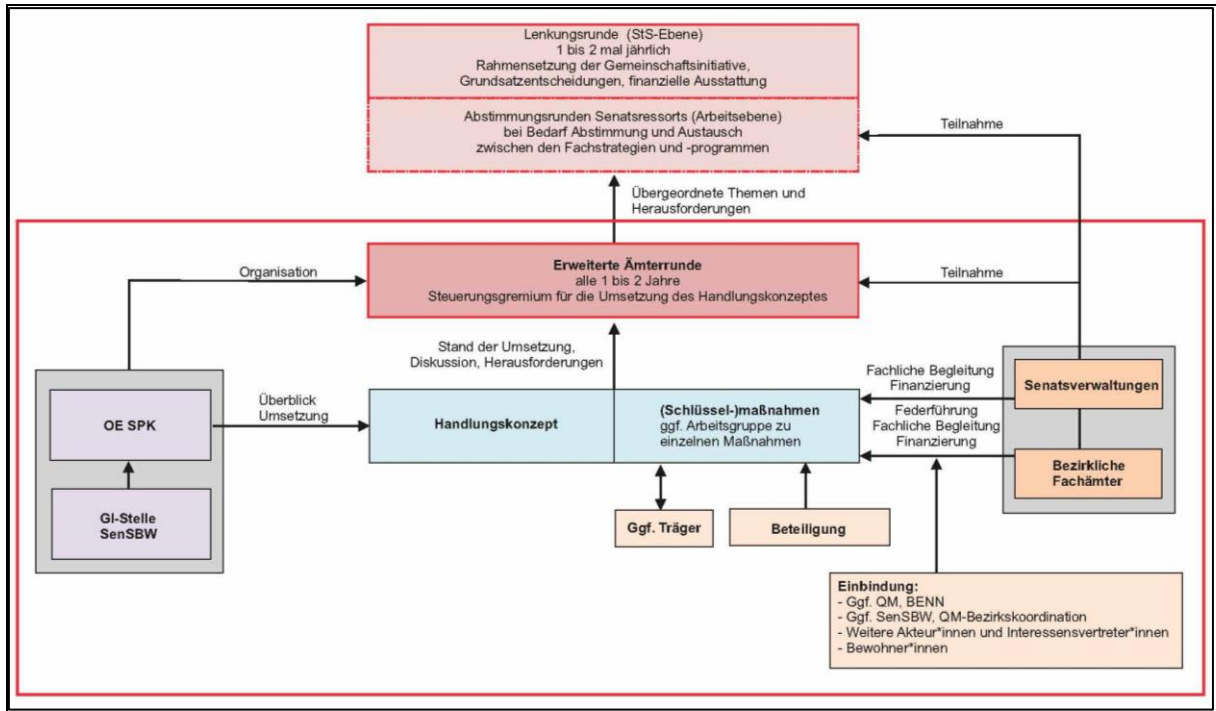 Lenkungsrunde (StS-Ebene)
1 bis 2 mal jährlich
Rahmensetzung der Gemeinschaftsinitiative,
Grundsatzentscheidungen, finanzielle Ausstattung
Abstimmungsrunden Senatsressorts (Arbeitsebene)
bei Bedarf Abstimmung und Austausch
zwischen den Fachstrategien und -programmen
Teilnahme
Übergeordnete Themen und
Herausforderungen
Organisation
Erweiterte Ämterrunde
alle 1 bis 2 Jahre
Steuerungsgremium für die Umsetzung des Handlungskonzeptes
Teilnahme
Stand der Umsetzung,
Diskussion, Herausforderungen
OE SPK
GI-Stelle
SenSBW
Überblick
Umsetzung
Handlungskonzept
(Schlüssel-)maßnahmen
ggf. Arbeitsgruppe zu
einzelnen Maßnahmen
Fachliche Begleitung
Finanzierung
Federführung
Fachliche Begleitung
Finanzierung
Senatsverwaltungen
Bezirkliche
Fachämter
Ggf. Träger
Beteiligung
Einbindung:
- Ggf. QM, BENN
- Ggf. SenSBW, QM-Bezirkskoordination
- Weitere Akteur*innen und Interessensvertreter*innen
- Bewohner*innen